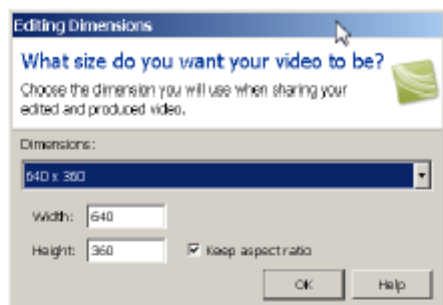 Editing Dimensions
What size do you want your video to be?
Choose the dimension you will use when sharing your
edited and produced video.
Dimensions:
640 x 360
Width: 640
Height: 360 Keep aspect ratio
OK Help